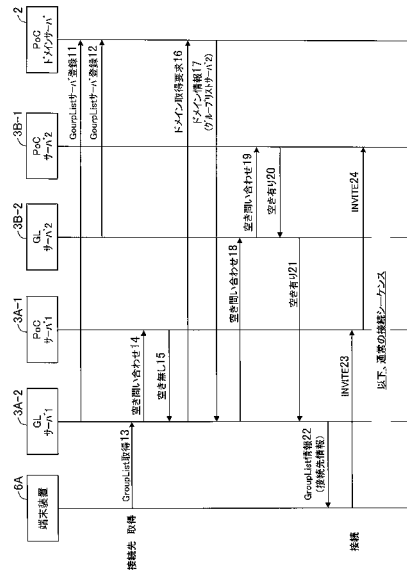 6A
端末装置
3A-2
GL
サーバ1
3A-1
PoC
サーバ1
3B-2
GL
サーバ2
3B-1
PoC
サーバ2
2
PoC
ドメインサーバ
GourpListサーバ登録11
GourpListサーバ登録12
接続先 取得
GroupList取得13
空き問い合わせ14
空き無し15
ドメイン取得要求16
ドメイン情報17
(グループリストサーバ2)
空き問い合わせ18
空き問い合わせ19
空き有り20
空き有り21
GroupList情報22
(接続先情報)
接続
INVITE23
INVITE24
以下、通常の接続シーケンス